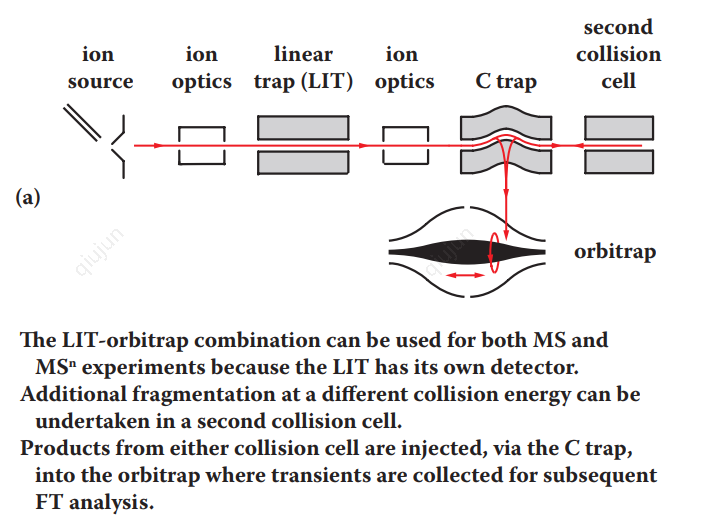 second
ion ion linear ion collision
source optics trap (LIT) optics C trap cell
(a)
qiujun
qiujun
orbitrap
The LIT-orbitrap combination can be used for both MS and
MSⁿ experiments because the LIT has its own detector.
Additional fragmentation at a different collision energy can be
undertaken in a second collision cell.
Products from either collision cell are injected, via the C trap,
into the orbitrap where transients are collected for subsequent
FT analysis.